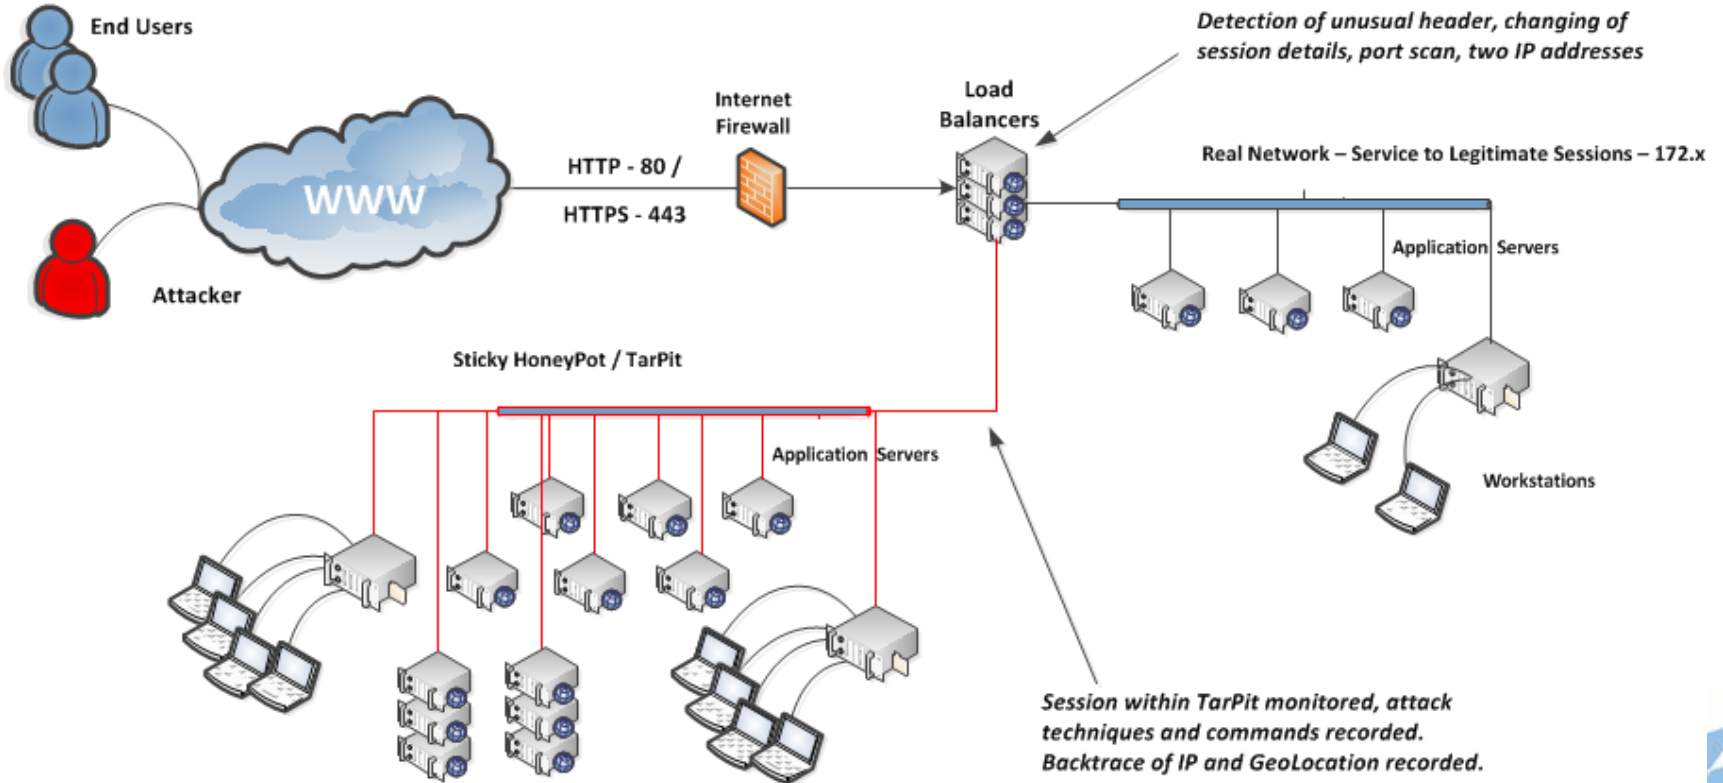 End Users
Detection of unusual header, changing of
session details, port scan, two IP addresses
Load
Balancers
Internet
Firewall
HTTP - 80 /
HTTPS - 443
WWW
Real Network – Service to Legitimate Sessions – 172.x
Application Servers
Attacker
Sticky HoneyPot / TarPit
Application Servers
Workstations
Session within TarPit monitored, attack
techniques and commands recorded.
Backtrace of IP and GeoLocation recorded.